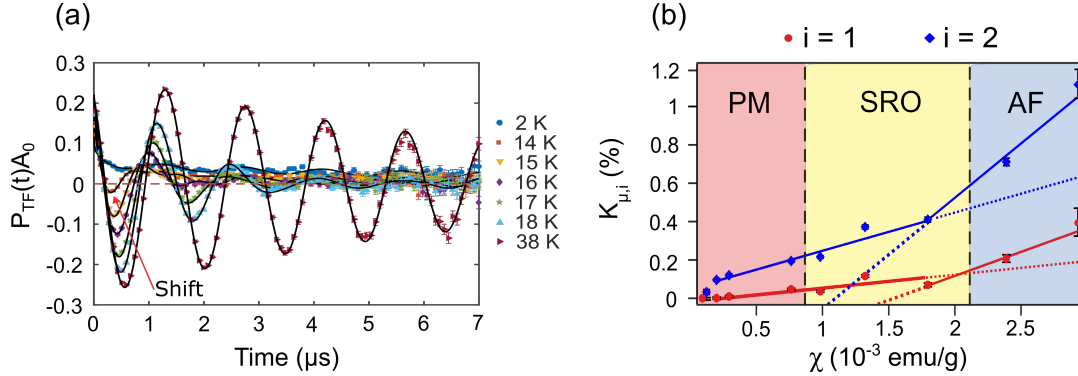 (a)
0.3
0.2
0.1
0
-0.1
-0.2
-0.3
P_TF(t)A_0
Shift
0 1 2 3 4 5 6 7
Time (μs)
2 K
14 K
15 K
16 K
17 K
18 K
38 K
(b)
i = 1 i = 2
PM SRO AF
1.2
1
0.8
0.6
0.4
0.2
0
K_μ,i (%)
0.5 1 1.5 2 2.5
χ (10⁻³ emu/g)